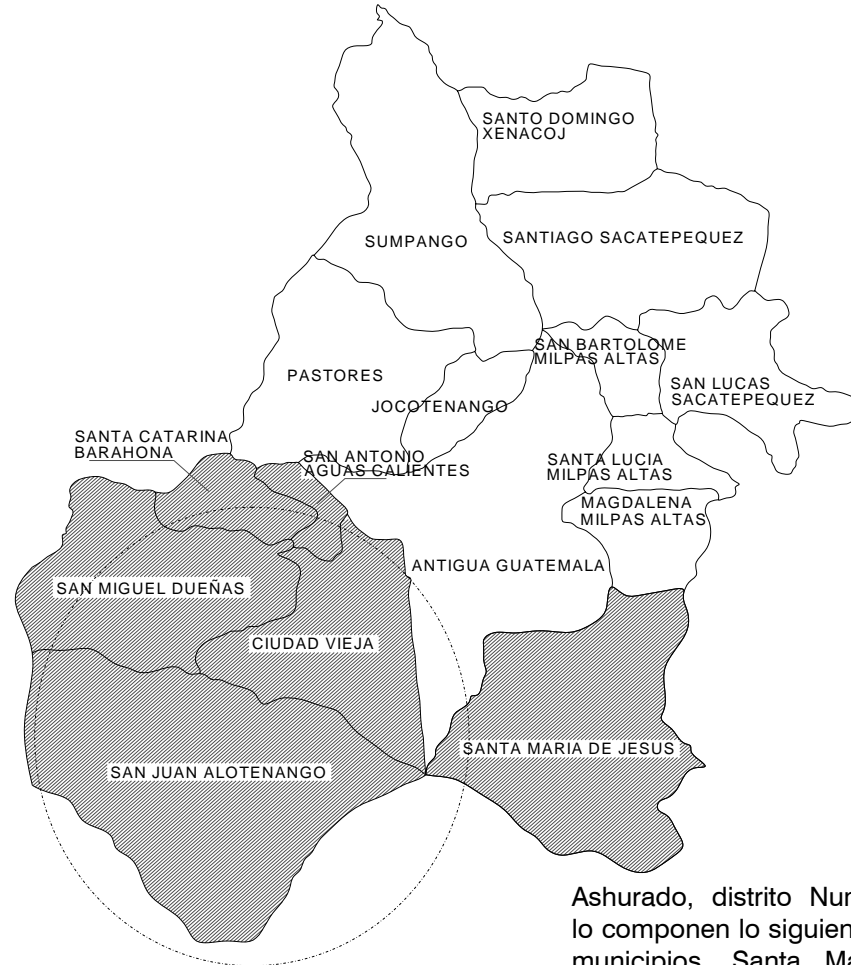 SANTO DOMINGO
XENACOJ
SUMPANGO
SANTIAGO SACATEPEQUEZ
SAN BARTOLOME
MILPAS ALTAS
PASTORES
SAN LUCAS
SACATEPEQUEZ
JOCOTENANGO
SANTA CATARINA
BARAHONA
SAN ANTONIO
AGUAS CALIENTES
SANTA LUCIA
MILPAS ALTAS
MAGDALENA
MILPAS ALTAS
ANTIGUA GUATEMALA
SAN MIGUEL DUEÑAS
CIUDAD VIEJA
SANTA MARIA DE JESUS
SAN JUAN ALOTENANGO
Ashurado, distrito
lo componen lo
municipios, Santa